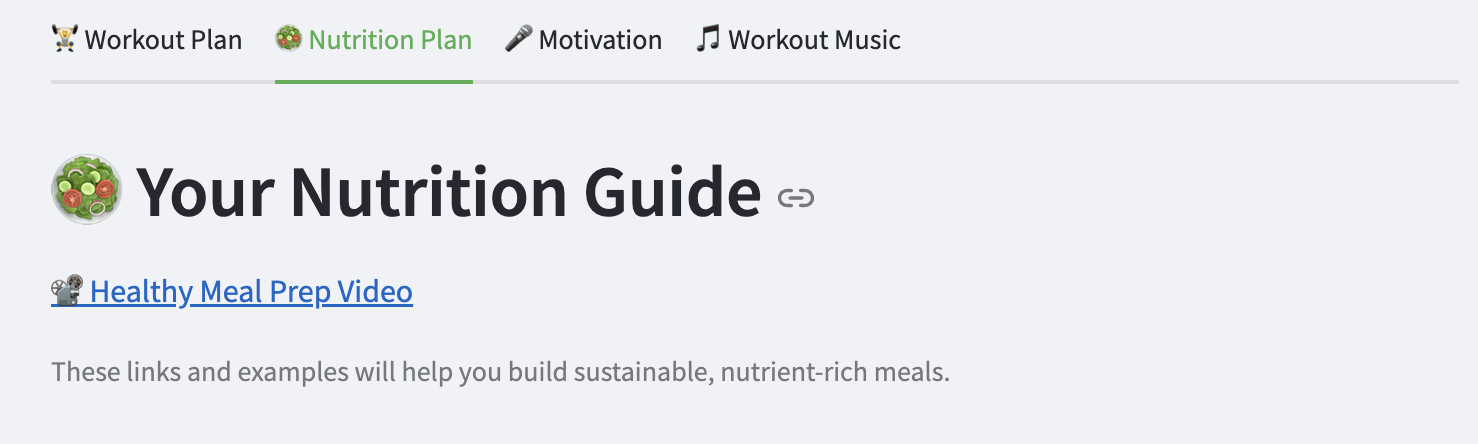 🏋️ Workout Plan 🥗 Nutrition Plan 🎤 Motivation 🎵 Workout Music
🥗 Your Nutrition Guide
📽️ Healthy Meal Prep Video
These links and examples will help you build sustainable, nutrient-rich meals.